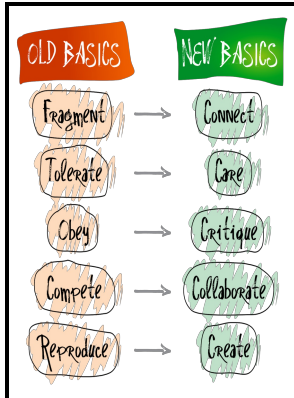 OLD BASICS NEW BASICS
Fragment Connect
Tolerate Care
Obey Critique
Compete Collaborate
Reproduce Create